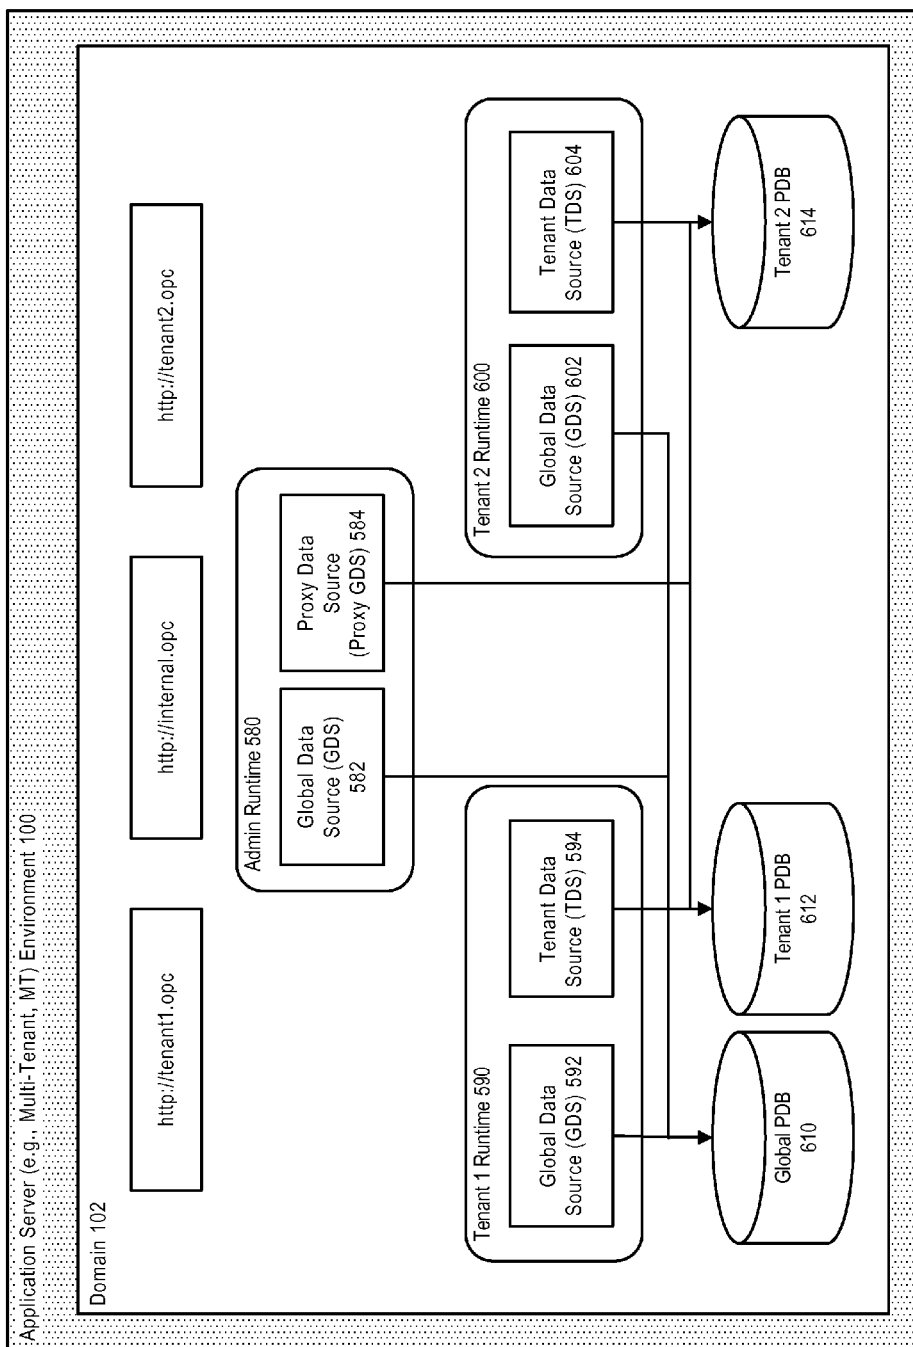 Application Server (e.g., Multi-Tenant, MT) Environment 100
Domain 102
http://tenant1.opc
http://internal.opc
http://tenant2.opc
Admin Runtime 580
Global Data
Source (GDS)
582
Proxy Data
Source
(Proxy GDS) 584
Tenant 1 Runtime 590
Global Data
Source (GDS) 592
Tenant Data
Source (TDS) 594
Tenant 2 Runtime 600
Global Data
Source (GDS) 602
Tenant Data
Source (TDS) 604
Global PDB
610
Tenant 1 PDB
612
Tenant 2 PDB
614